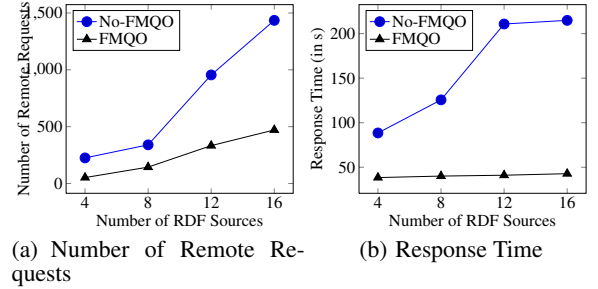 1,500
1,000
500
0
4
8
12
16
Number of Remote Requests
Number of RDF Sources
No-FMQO
FMQO
(a) Number of Remote Re-
quests
200
150
100
50
4
8
12
16
Response Time (in s)
Number of RDF Sources
No-FMQO
FMQO
(b) Response Time